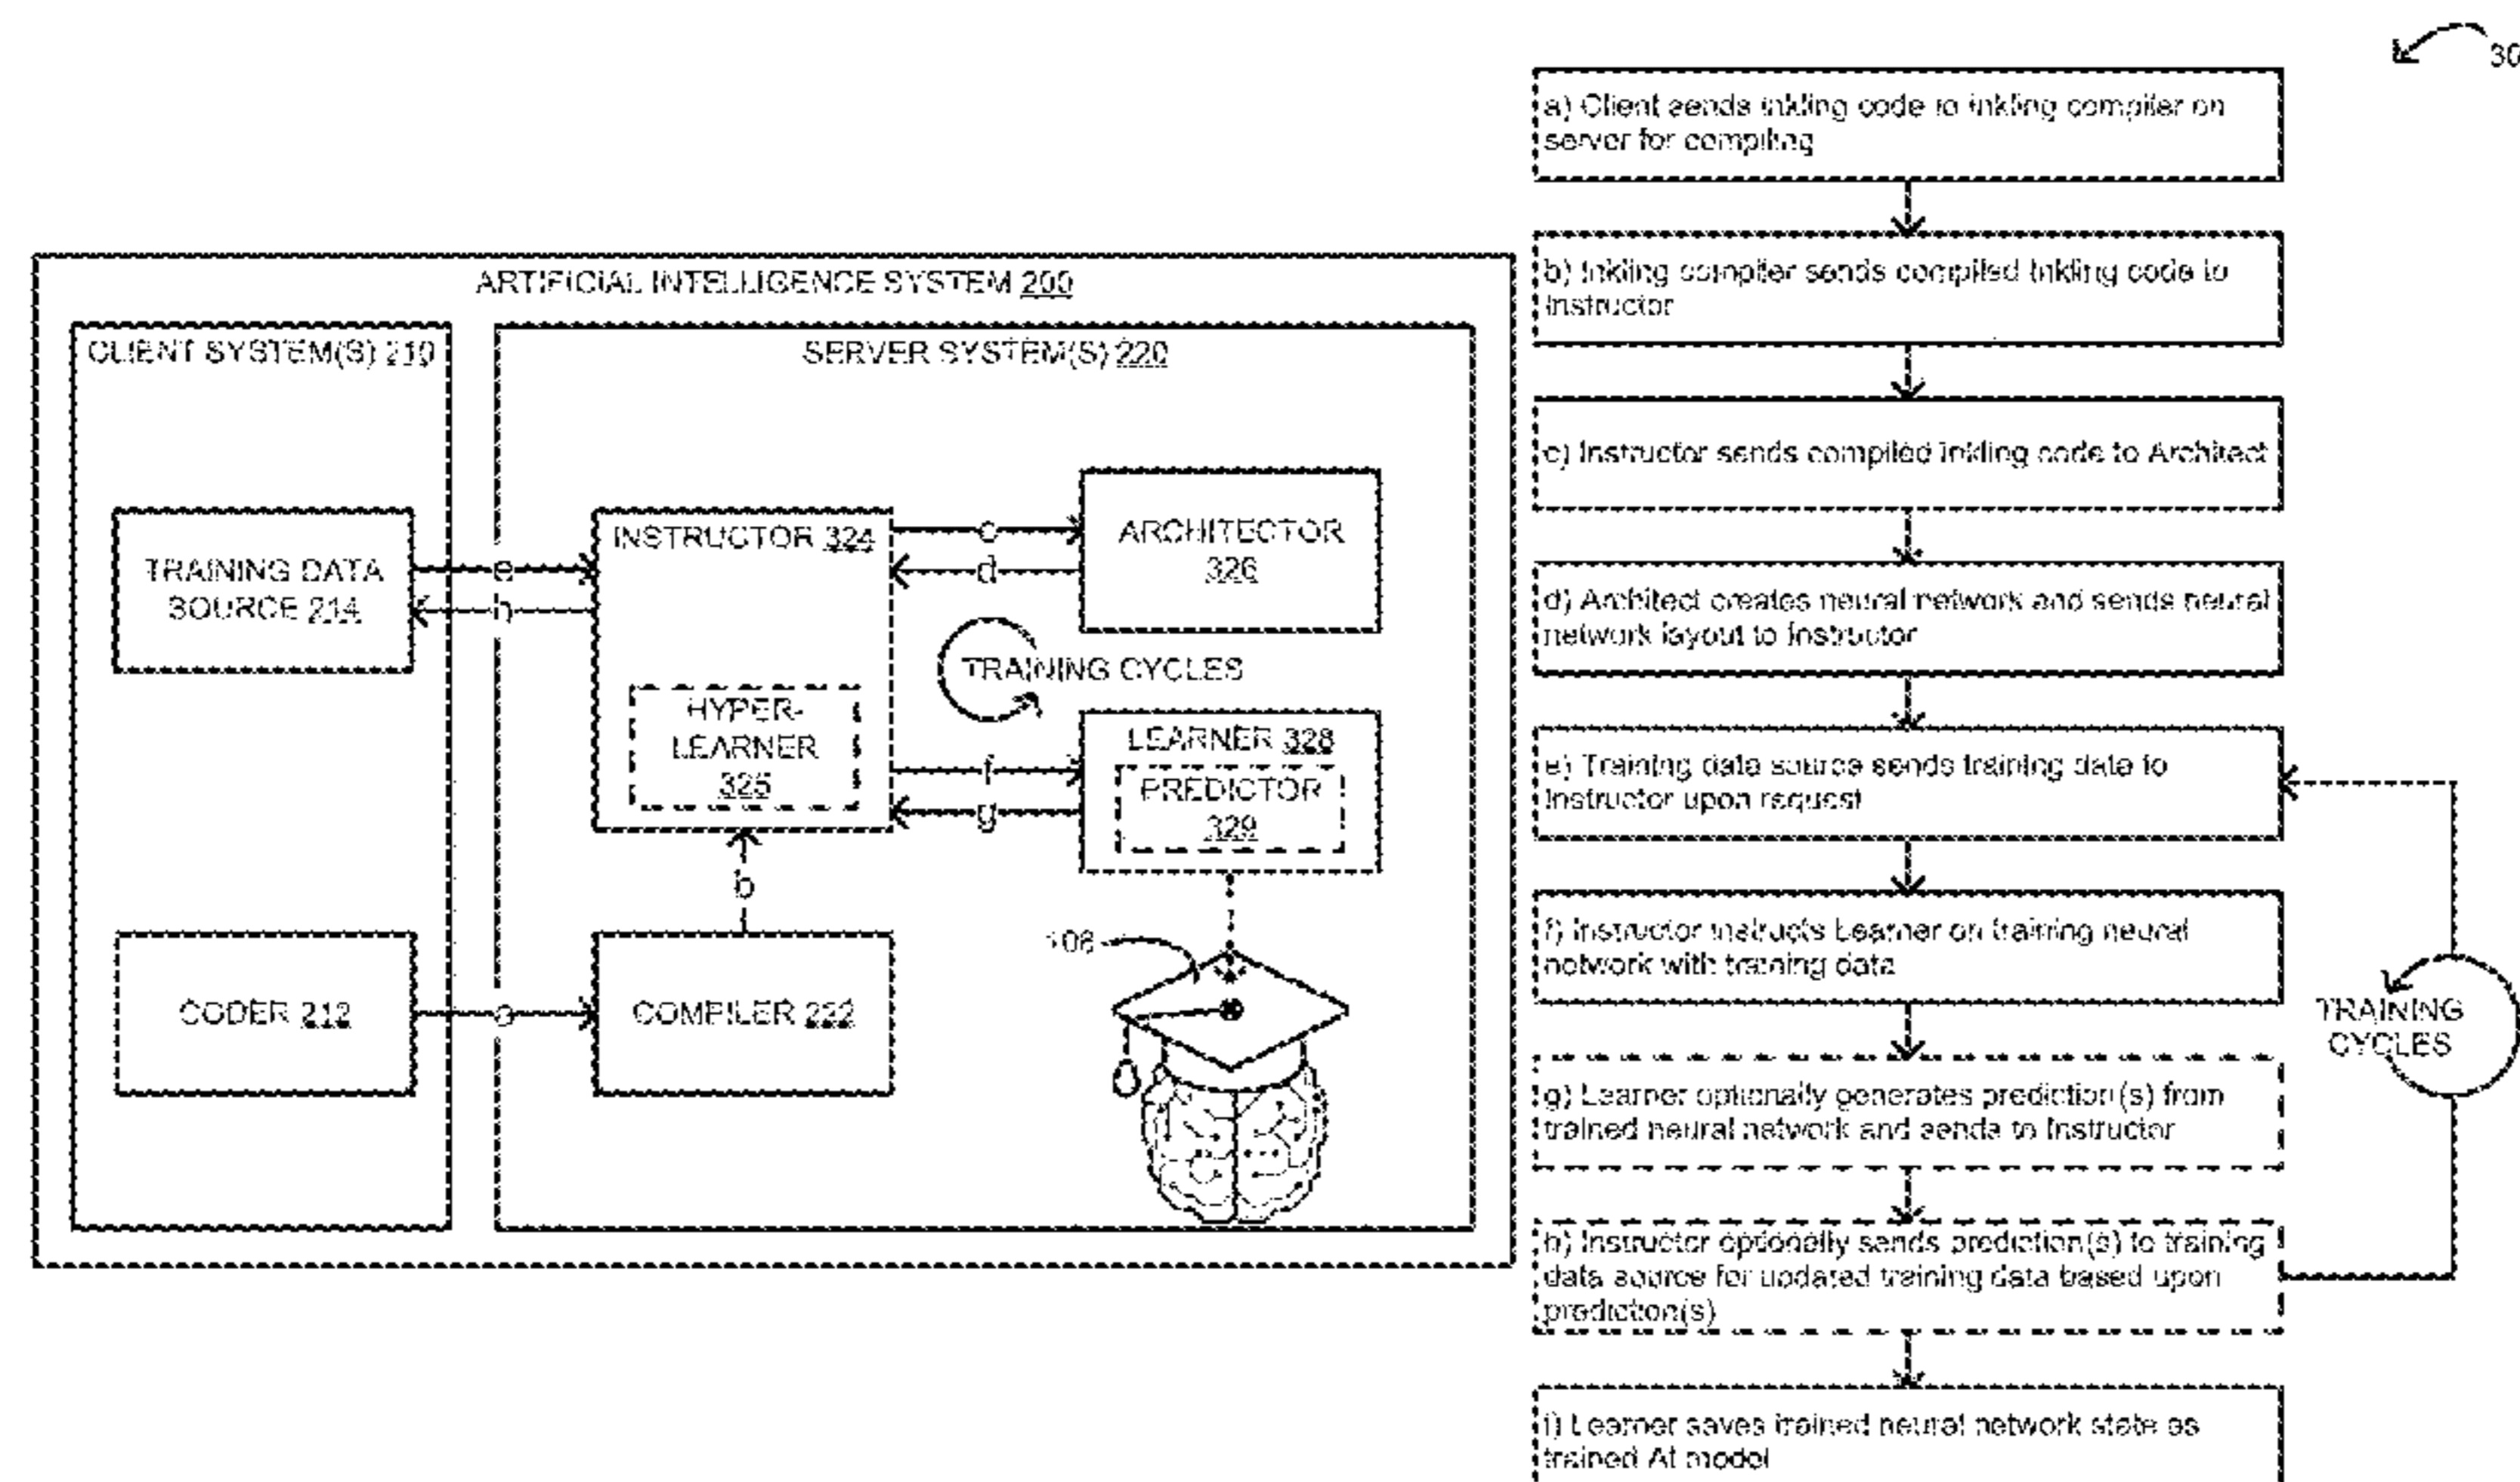 30
ARTIFICIAL INTELLIGENCE SYSTEM 200
CLIENT SYSTEM(S) 210
SERVER SYSTEM(S) 220
TRAINING DATA
SOURCE 214
e
h
INSTRUCTOR 324
HYPER-
LEARNER
325
c
d
ARCHITECTOR
326
TRAINING CYCLES
f
g
LEARNER 328
PREDICTOR
329
b
106
CODER 212
a
COMPILER 222
a) Client sends Inkling code to Inkling compiler on
server for compiling
b) Inkling compiler sends compiled Inkling code to
Instructor
c) Instructor sends compiled Inkling code to Architect
d) Architect creates neural network and sends neural
network layout to Instructor
e) Training data source sends training data to
Instructor upon request
f) Instructor instructs Learner on training neural
network with training data
g) Learner optionally generates prediction(s) from
trained neural network and sends to Instructor
h) Instructor optionally sends prediction(s) to training
data source for updated training data based upon
prediction(s)
i) Learner saves trained neural network state as
trained AI model
TRAINING
CYCLES